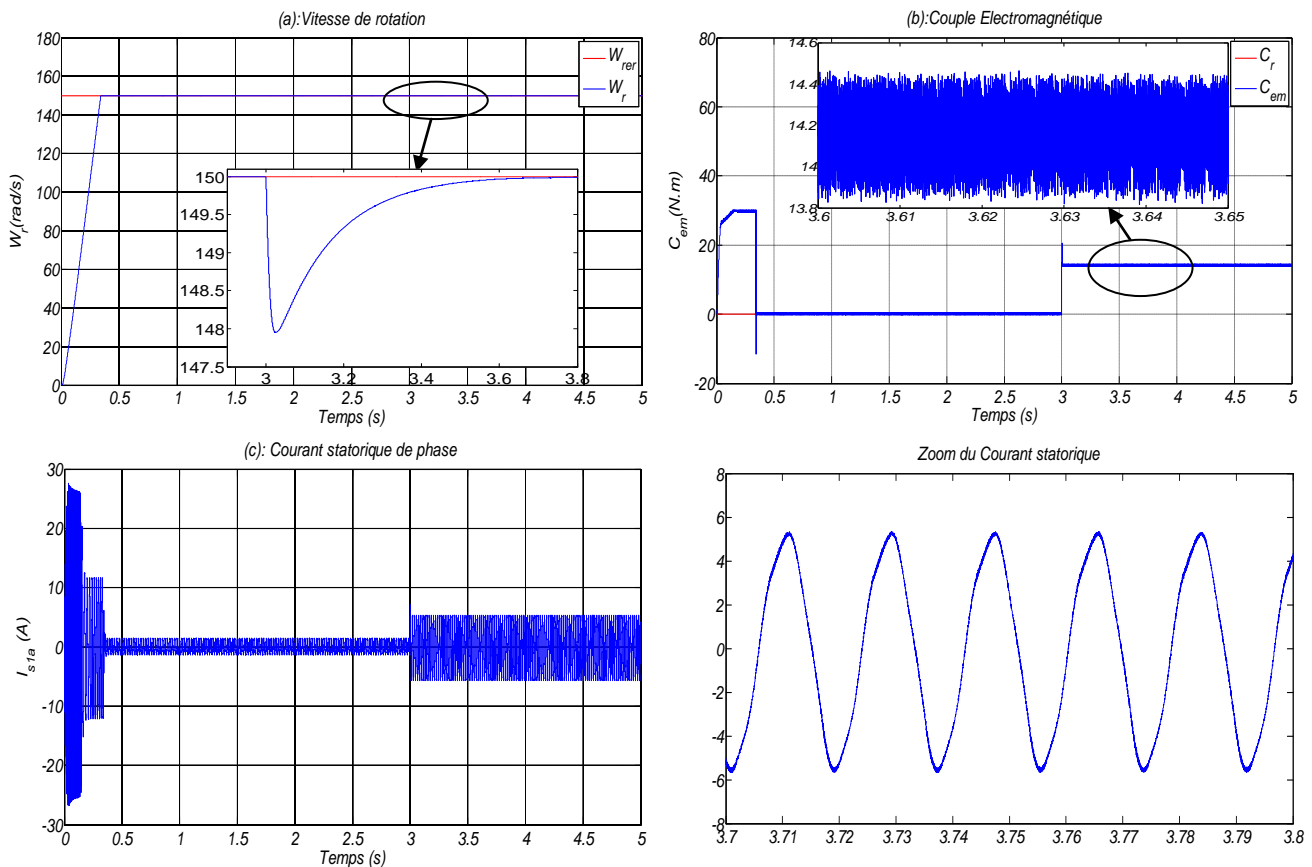 (a):Vitesse de rotation
180
160
140
120
100
80
60
40
20
0
W_r(rad/s)
W_rer
W_r
150
149.5
149
148.5
148
147.5
3
3.2
3.4
3.6
3.8
0 0.5 1 1.5 2 2.5 3 3.5 4 4.5 5
Temps (s)
(b):Couple Electromagnétique
80
60
40
20
0
-20
C_em(N.m)
C_r
C_em
14.6
14.4
14.2
14
13.8
3.6 3.61 3.62 3.63 3.64 3.65
0 0.5 1 1.5 2 2.5 3 3.5 4 4.5 5
Temps (s)
(c): Courant statorique de phase
30
20
10
0
-10
-20
-30
I_s1a (A)
0 0.5 1 1.5 2 2.5 3 3.5 4 4.5 5
Temps (s)
Zoom du Courant statorique
8
6
4
2
0
-2
-4
-6
-8
3.7 3.71 3.72 3.73 3.74 3.75 3.76 3.77 3.78 3.79 3.8